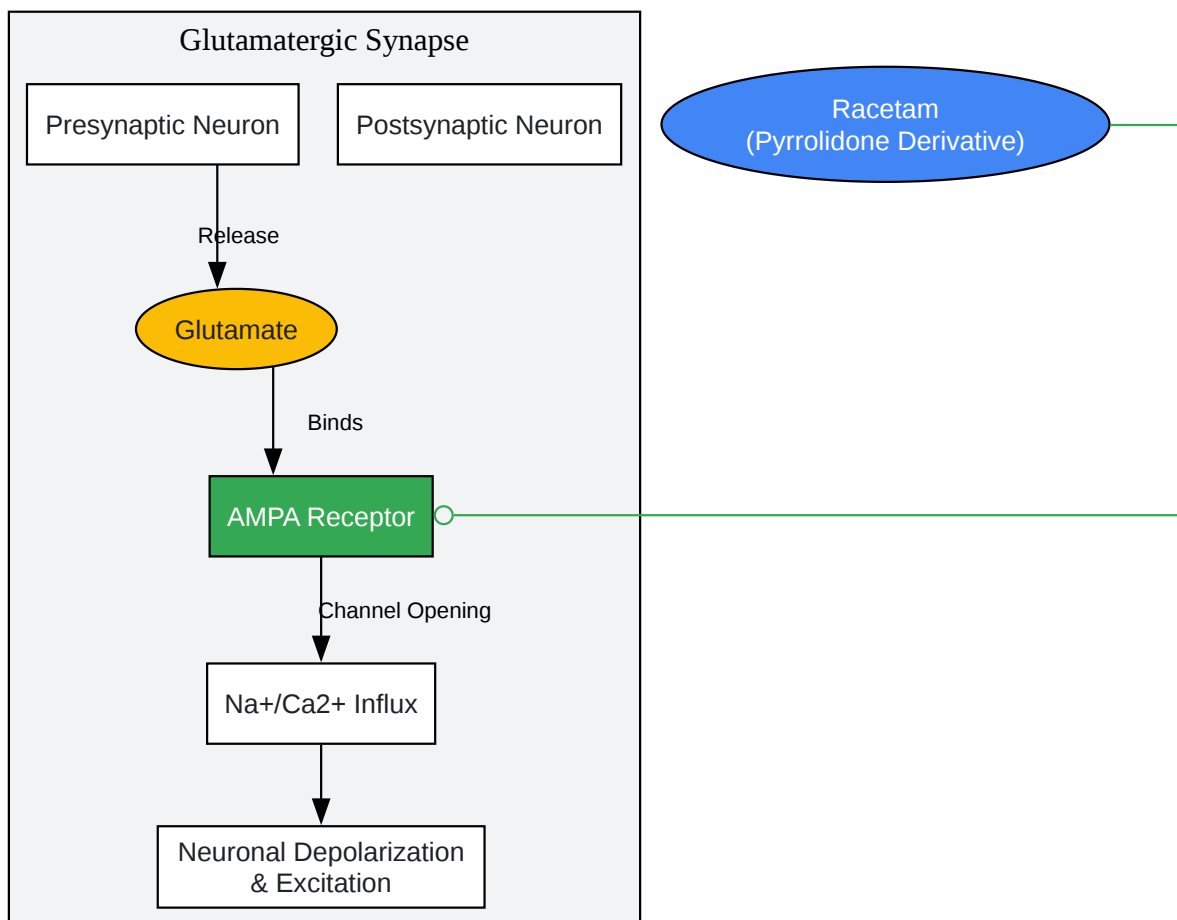 Glutamatergic Synapse
Presynaptic Neuron
Postsynaptic Neuron
Racetam
(Pyrrolidone Derivative)
Release
Glutamate
Binds
AMPA Receptor
Channel Opening
Na+/Ca2+ Influx
Neuronal Depolarization
& Excitation